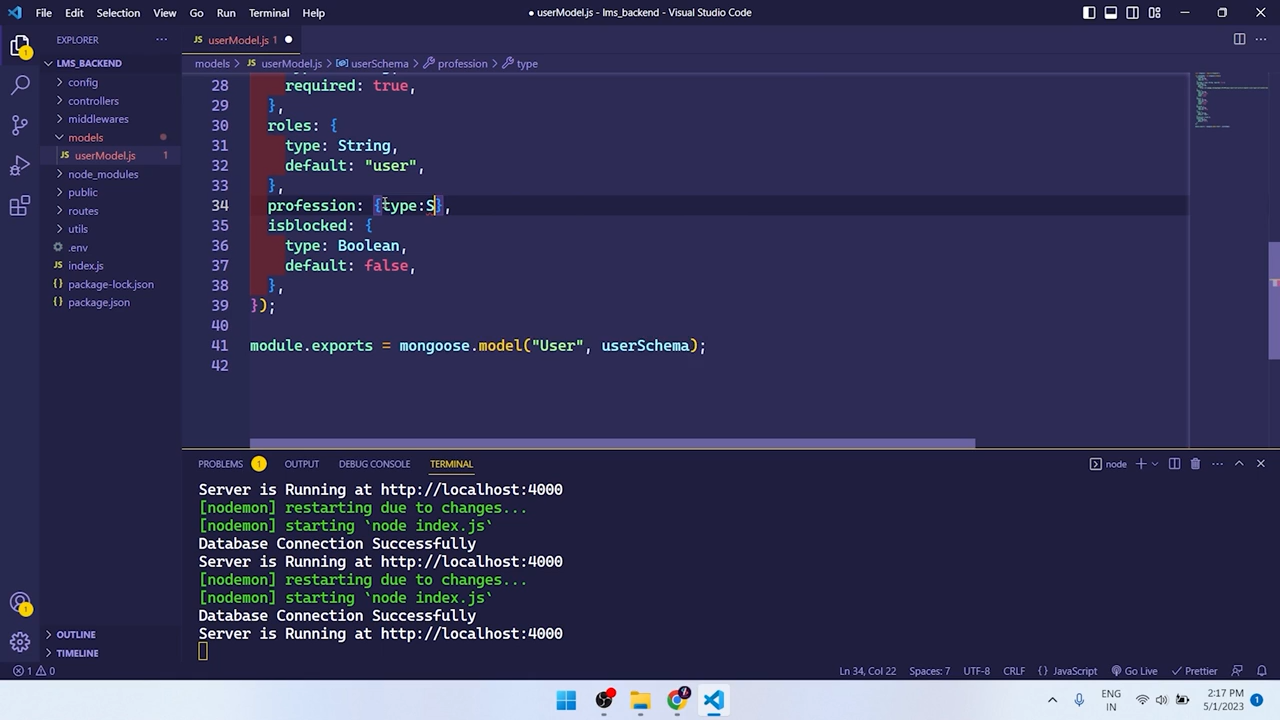 File Edit Selection View Go Run Terminal Help
● userModel.js - lms_backend - Visual Studio Code
EXPLORER
userModel.js 1
LMS_BACKEND
models > userModel.js > userSchema > profession > type
config
controllers
middlewares
models
userModel.js 1
node_modules
public
routes
utils
.env
index.js
package-lock.json
package.json
28 required: true,
29 },
30 roles: {
31 type: String,
32 default: "user",
33 },
34 profession: {type:S},
35 isblocked: {
36 type: Boolean,
37 default: false,
38 },
39 });
40
41 module.exports = mongoose.model("User", userSchema);
42
PROBLEMS 1 OUTPUT DEBUG CONSOLE TERMINAL
node
Server is Running at http://localhost:4000
[nodemon] restarting due to changes...
[nodemon] starting `node index.js`
Database Connection Successfully
Server is Running at http://localhost:4000
[nodemon] restarting due to changes...
[nodemon] starting `node index.js`
Database Connection Successfully
Server is Running at http://localhost:4000
OUTLINE
TIMELINE
1 0
Ln 34, Col 22 Spaces: 7 UTF-8 CRLF {} JavaScript Go Live Prettier
ENG
IN
2:17 PM
5/1/2023